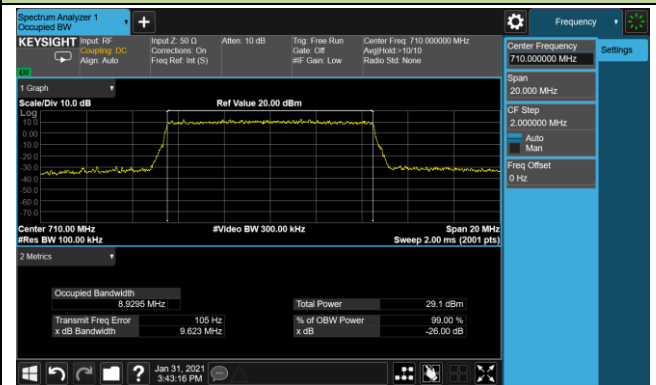 Spectrum Analyzer 1
Occupied BW
Frequency
KEYSIGHT
Input: RF
Coupling: DC
Align: Auto
Input Z: 50 Ω
Corrections: On
Freq Ref: Int (S)
Atten: 10 dB
Trig: Free Run
Gate: Off
#IF Gain: Low
Center Freq: 710.000000 MHz
Avg|Hold:>10/10
Radio Std: None
Center Frequency
710.000000 MHz
Settings
Span
20.000 MHz
CF Step
2.000000 MHz
Auto
Man
Freq Offset
0 Hz
1 Graph
Scale/Div 10.0 dB
Ref Value 20.00 dBm
Log
10.0
0.00
-10.0
-20.0
-30.0
-40.0
-50.0
-60.0
-70.0
Center 710.00 MHz
#Res BW 100.00 kHz
#Video BW 300.00 kHz
Span 20 MHz
Sweep 2.00 ms (2001 pts)
2 Metrics
Occupied Bandwidth
8.9295 MHz
Total Power
29.1 dBm
Transmit Freq Error
105 Hz
% of OBW Power
99.00 %
x dB Bandwidth
9.623 MHz
x dB
-26.00 dB
Jan 31, 2021
3:43:16 PM